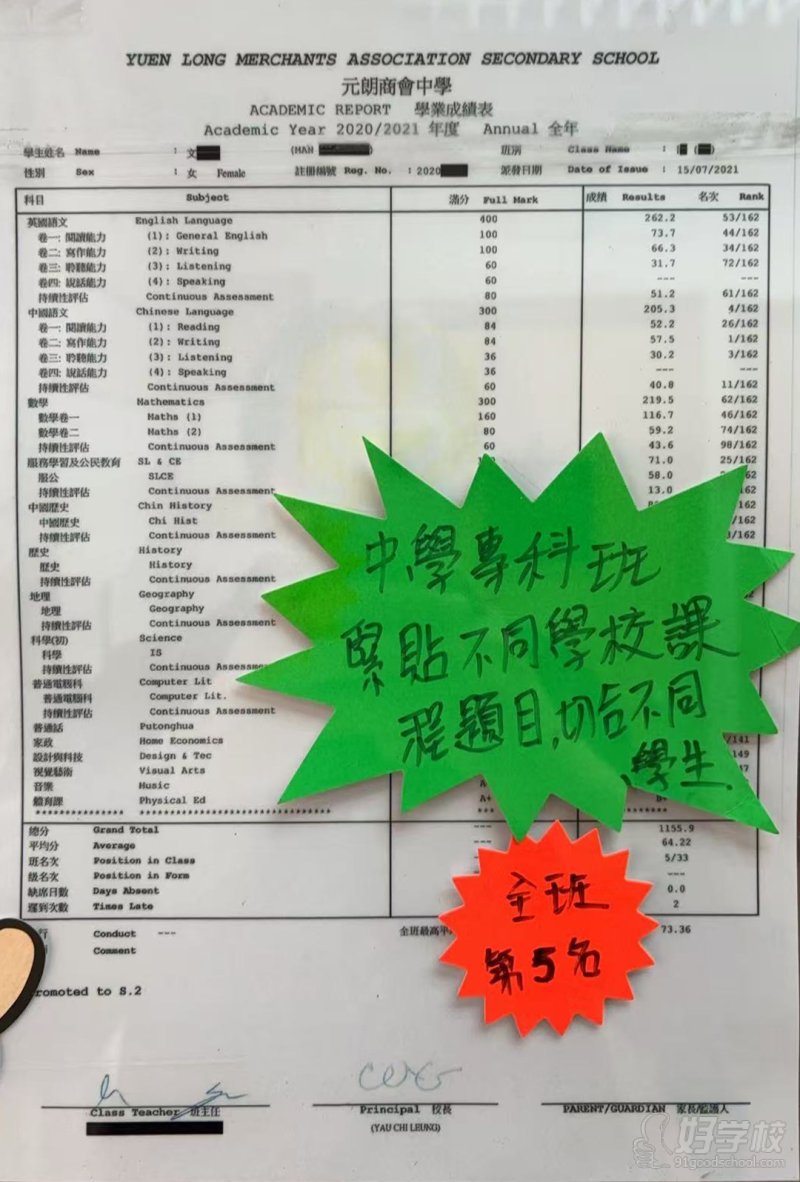 YUEN LONG MERCHANTS ASSOCIATION SECONDARY SCHOOL
元朗商會中學
ACADEMIC REPORT 學業成績表
Academic Year 2020/2021 年度 Annual 全年
學生姓名 Name : 文 (MAN ) 班別 Class Name : ( )
性別 Sex : 女 Female 註冊編號 Reg. No. : 2020 派發日期 Date of Issue : 15/07/2021
科目 Subject 滿分 Full Mark 成績 Results 名次 Rank
英國語文 English Language 400 262.2 53/162
卷一: 閱讀能力 (1): General English 100 73.7 44/162
卷二: 寫作能力 (2): Writing 100 66.3 34/162
卷三: 聆聽能力 (3): Listening 60 31.7 72/162
卷四: 說話能力 (4): Speaking 60 --- ---
持續性評估 Continuous Assessment 80 51.2 61/162
中國語文 Chinese Language 300 205.3 4/162
卷一: 閱讀能力 (1): Reading 84 52.2 26/162
卷二: 寫作能力 (2): Writing 84 57.5 1/162
卷三: 聆聽能力 (3): Listening 36 30.2 3/162
卷四: 說話能力 (4): Speaking 36 --- ---
持續性評估 Continuous Assessment 60 40.8 11/162
數學 Mathematics 300 219.5 62/162
數學卷一 Maths (1) 160 116.7 46/162
數學卷二 Maths (2) 80 59.2 74/162
持續性評估 Continuous Assessment 60 43.6 98/162
服務學習及公民教育 SL & CE 71.0 25/162
服公 SLCE 58.0 /162
持續性評估 Continuous Assessment 13.0 /162
中國歷史 Chin History /162
中國歷史 Chi Hist /162
持續性評估 Continuous Assessment /162
歷史 History
歷史 History
持續性評估 Continuous Assessment
地理 Geography
地理 Geography
持續性評估 Continuous Assessment
科學(初) Science
科學 IS
持續性評估 Continuous Assessme
普通電腦科 Computer Lit
普通電腦科 Computer Lit.
持續性評估 Continuous Assessment
普通話 Putonghua
家政 Home Economics /141
設計與科技 Design & Tec 149
視覺藝術 Visual Arts
音樂 Music
體育課 Physical Ed A+ B+
中學專科班
緊貼不同學校課
程題目,切合不同
學生
總分 Grand Total --- 1155.9
平均分 Average 64.22
班名次 Position in Class 5/33
級名次 Position in Form ---
缺席日數 Days Absent 0.0
遲到次數 Times Late 2
行 Conduct --- 全班最高平 73.36
Comment
全班
第5名
romoted to S.2
Class Teacher 班主任
Principal 校長
(YAU CHI LEUNG)
PARENT/GUARDIAN 家長/監護人
好学校
91goodschool.com